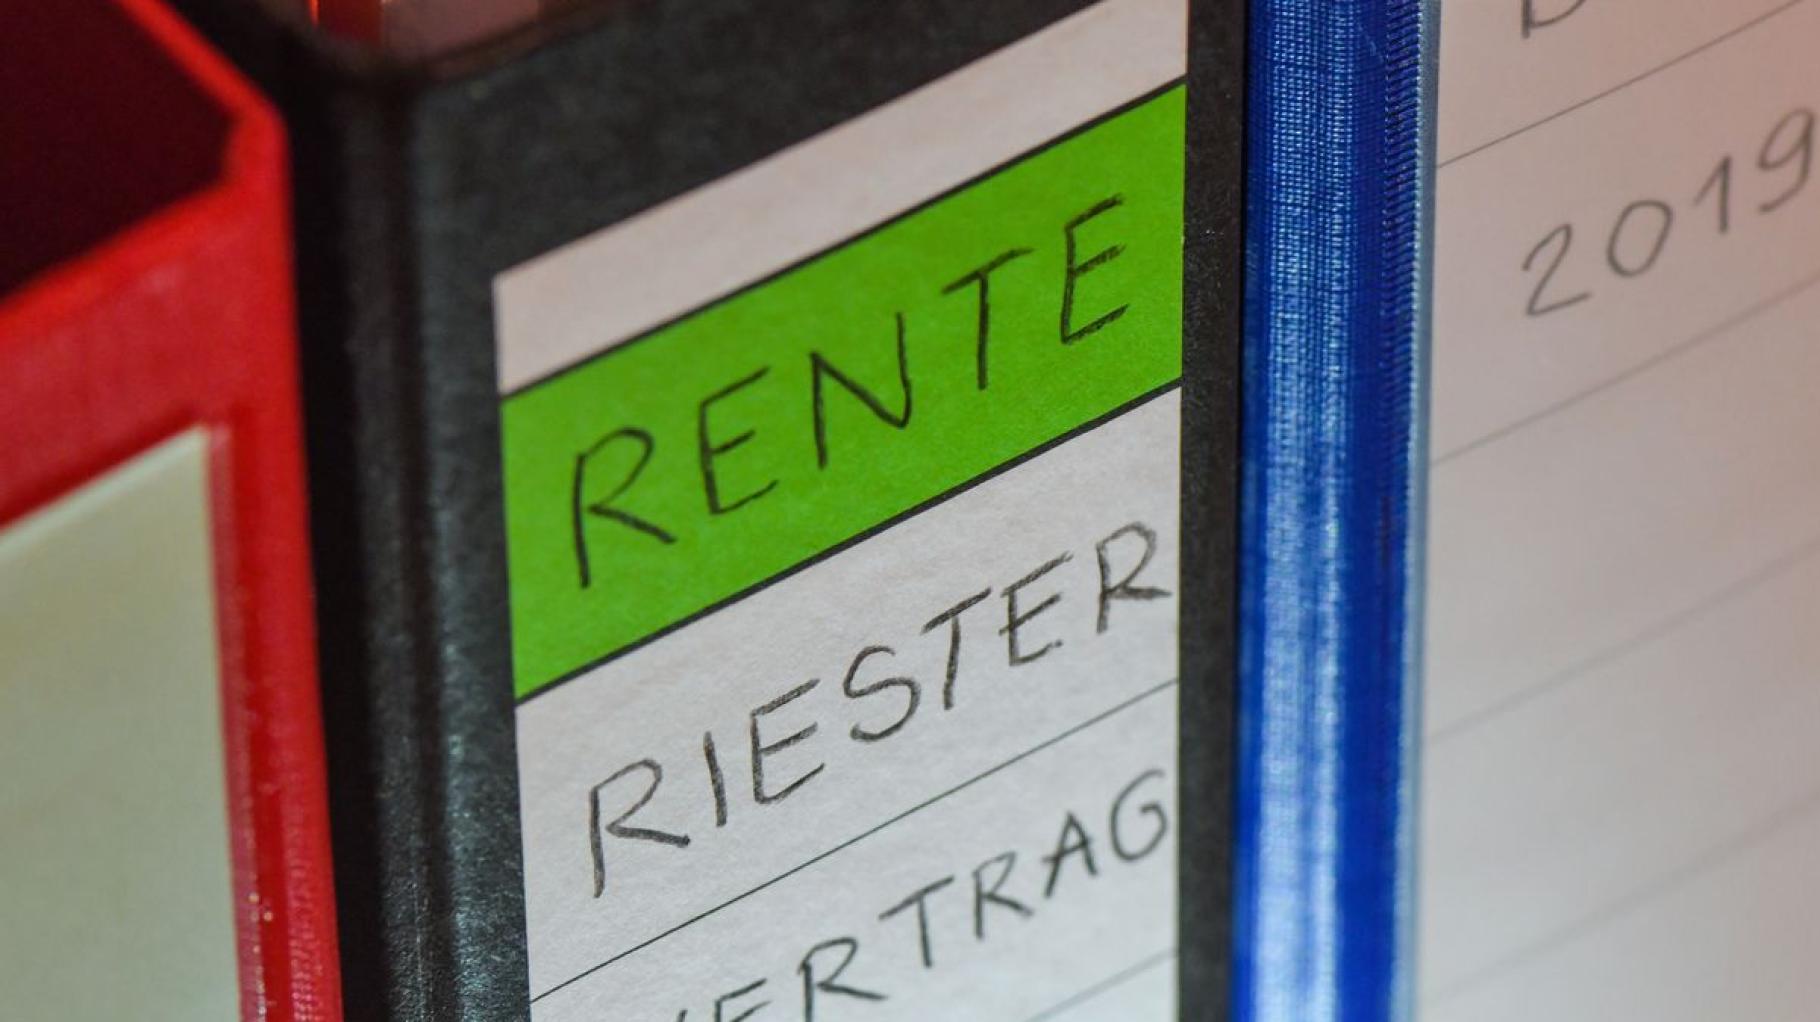 RENTE
RIESTER
VERTRAG
2019